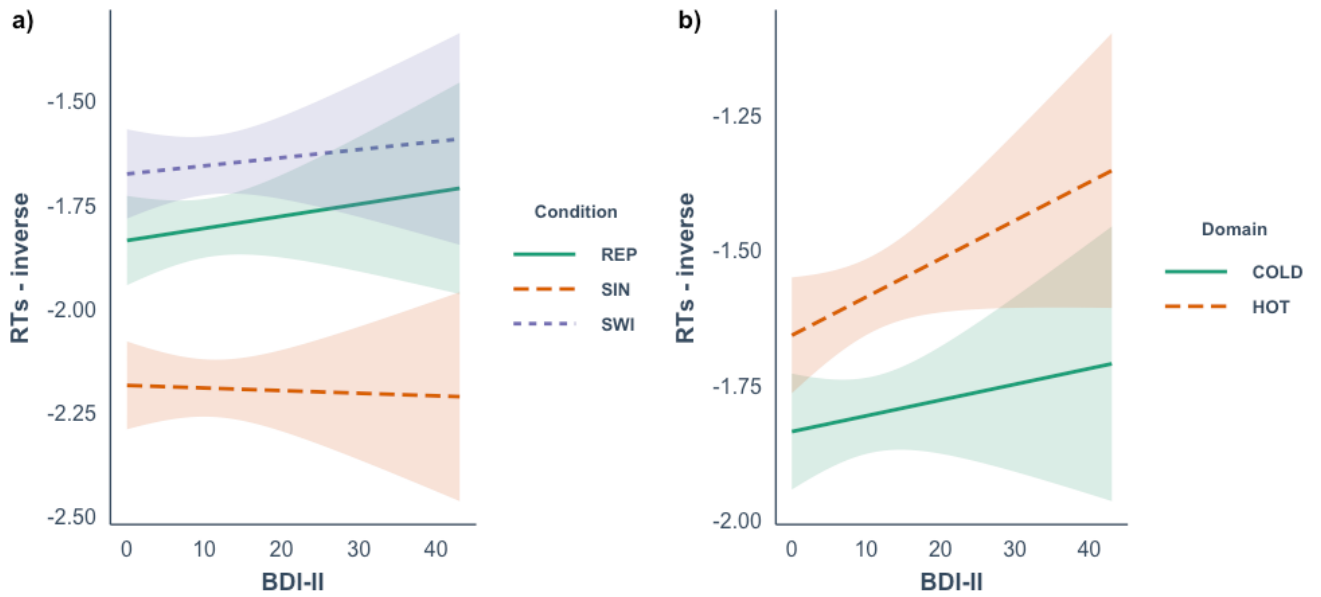 a)
RTs - inverse
-1.50
-1.75
-2.00
-2.25
-2.50
0 10 20 30 40
BDI-II
Condition
REP
SIN
SWI
b)
RTs - inverse
-1.25
-1.50
-1.75
-2.00
0 10 20 30 40
BDI-II
Domain
COLD
HOT